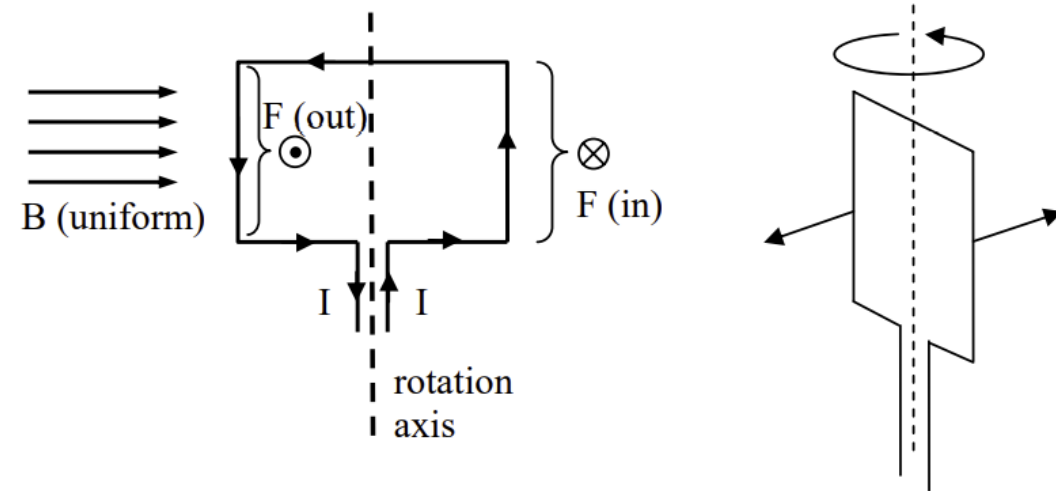 F (out)
B (uniform)
F (in)
I
I
rotation
axis